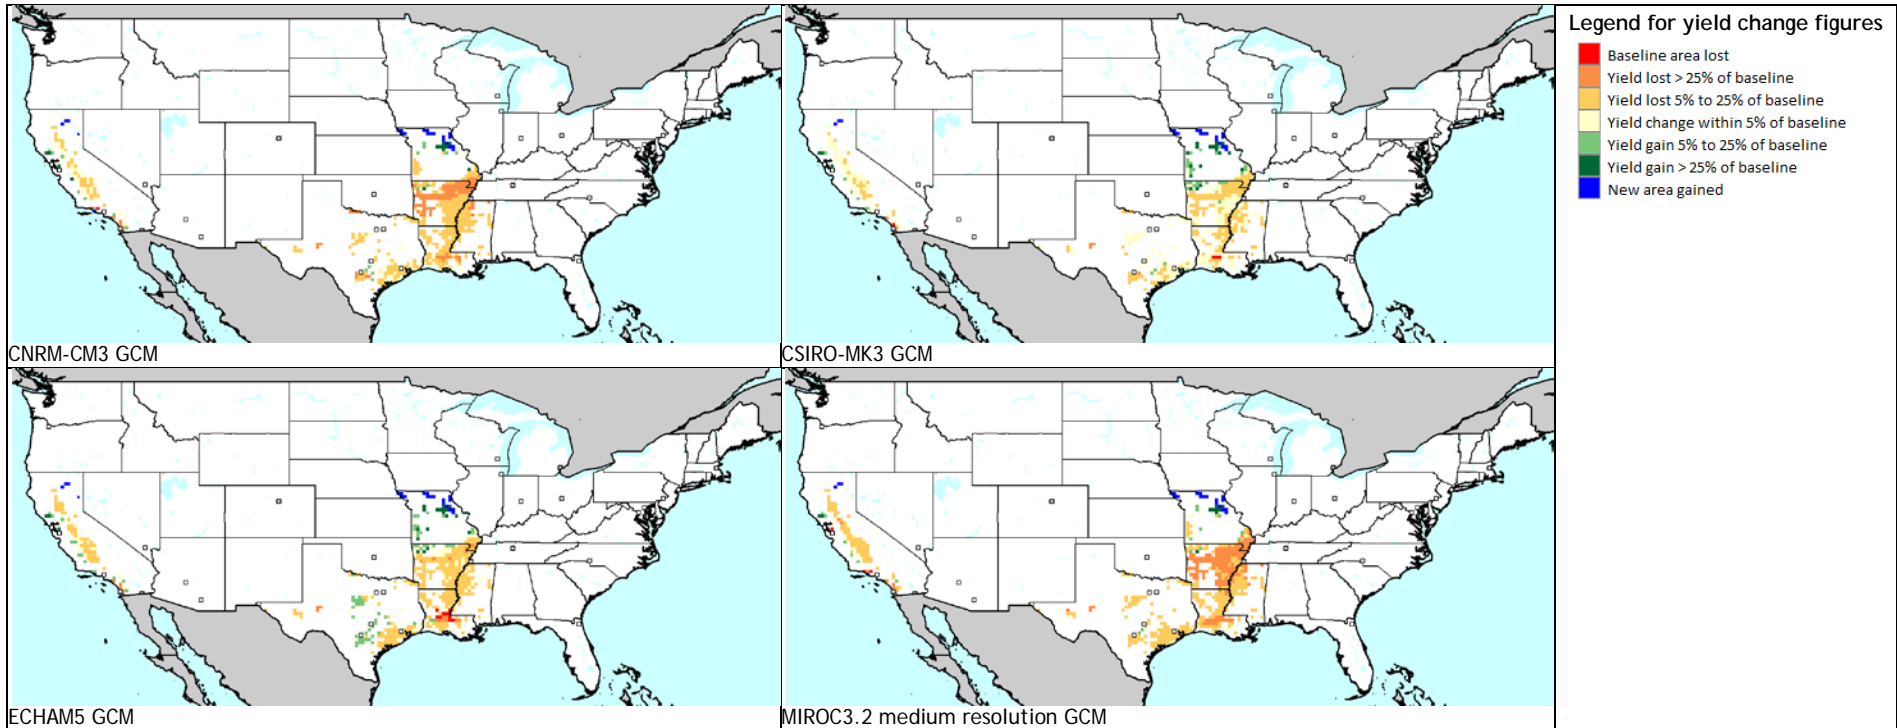 Legend for yield change figures
Baseline area lost
Yield lost > 25% of baseline
Yield lost 5% to 25% of baseline
Yield change within 5% of baseline
Yield gain 5% to 25% of baseline
Yield gain > 25% of baseline
New area gained
CNRM-CM3 GCM
CSIRO-MK3 GCM
ECHAM5 GCM
MIROC3.2 medium resolution GCM